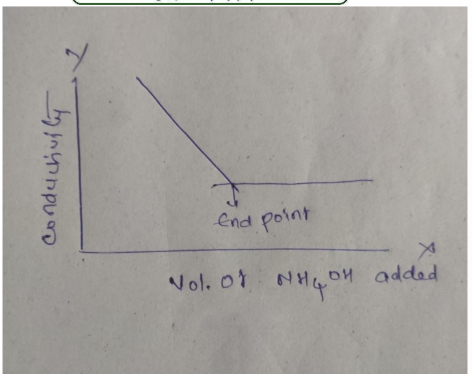 Y
Conductivity
End point
X
Vol. Of NH4OH added